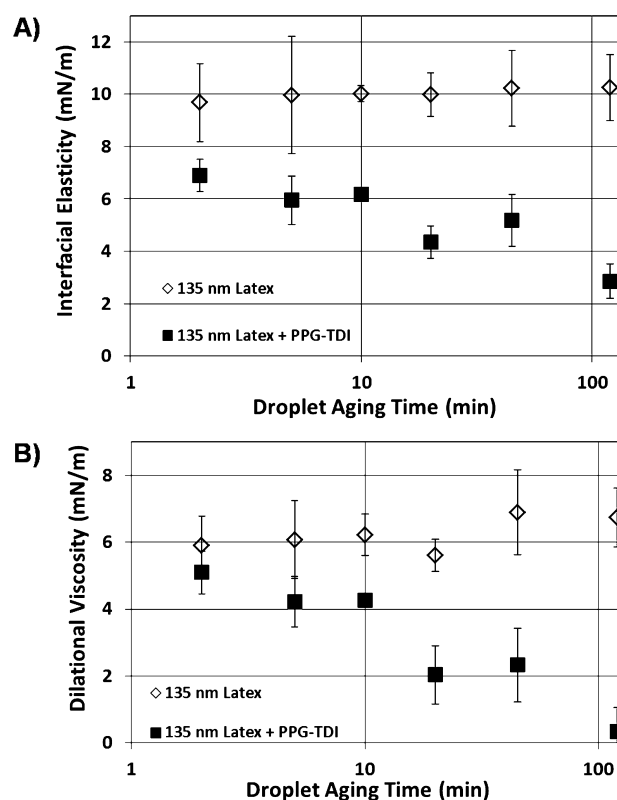 A)
Interfacial Elasticity (mN/m)
12
10
8
6
4
2
0
135 nm Latex
135 nm Latex + PPG-TDI
1
10
100
Droplet Aging Time (min)
B)
Dilational Viscosity (mN/m)
8
6
4
2
0
135 nm Latex
135 nm Latex + PPG-TDI
1
10
100
Droplet Aging Time (min)